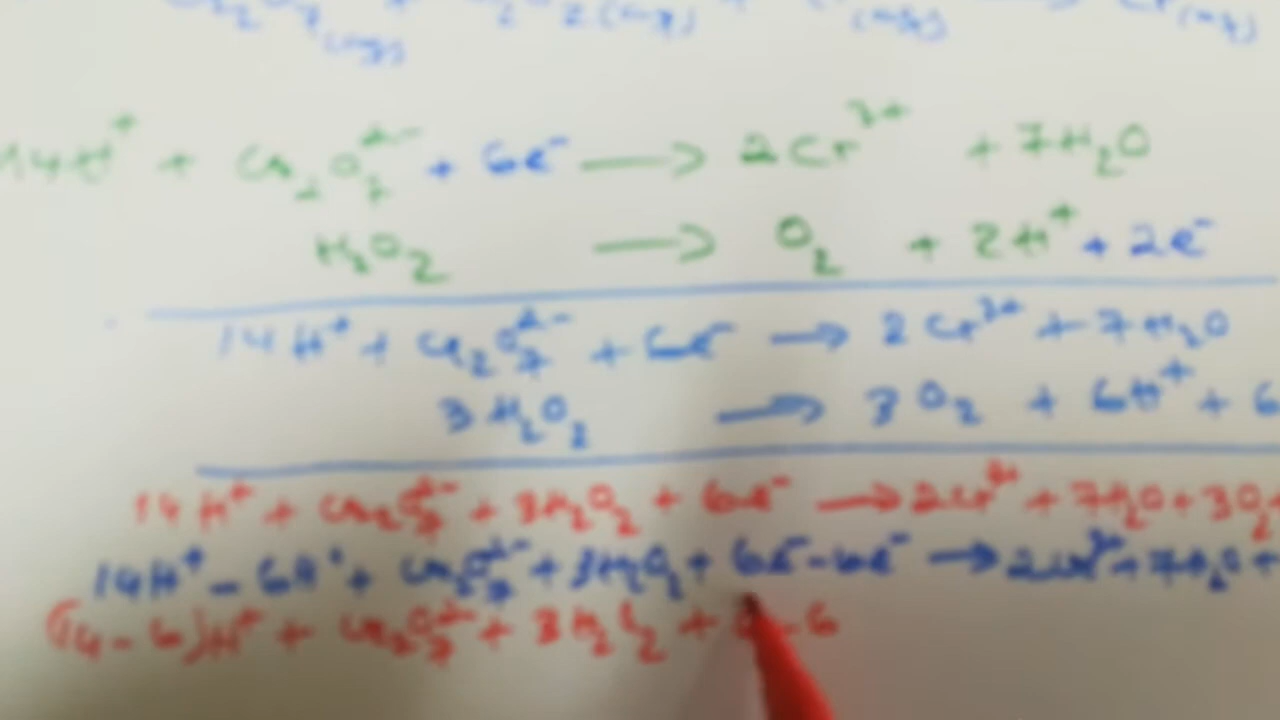 14H⁺ + Cr₂O₇²⁻ + 6e⁻ → 2Cr³⁺ + 7H₂O
H₂O₂ → O₂ + 2H⁺ + 2e⁻
14H⁺ + Cr₂O₇²⁻ + 6e⁻ → 2Cr³⁺ + 7H₂O
3H₂O₂ → 3O₂ + 6H⁺ + 6
14H⁺ + Cr₂O₇²⁻ + 3H₂O₂ + 6e⁻ → 2Cr³⁺ + 7H₂O + 3O₂ +
14H⁺ - 6H⁺ + Cr₂O₇²⁻ + 3H₂O₂ + 6e⁻ - 6e⁻ → 2Cr³⁺ + 7H₂O +
(14 - 6)H⁺ + Cr₂O₇²⁻ + 3H₂O₂ + - 6